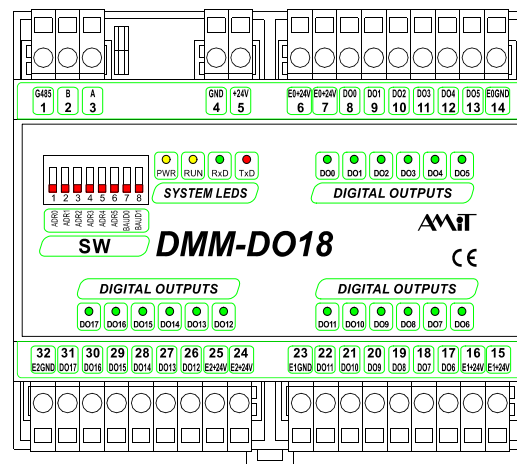 G485 B A GND +24V E0+24V E0+24V DO0 DO1 DO2 DO3 DO4 DO5 E0GND
1 2 3 4 5 6 7 8 9 10 11 12 13 14
PWR RUN RxD TxD DO0 DO1 DO2 DO3 DO4 DO5
SYSTEM LEDS DIGITAL OUTPUTS
1 2 3 4 5 6 7 8
ADR0 ADR1 ADR2 ADR3 ADR4 ADR5 BAUD0 BAUD1
SW DMM-DO18 AMiT
CE
DIGITAL OUTPUTS DIGITAL OUTPUTS
DO17 DO16 DO15 DO14 DO13 DO12 DO11 DO10 DO9 DO8 DO7 DO6
32 31 30 29 28 27 26 25 24 23 22 21 20 19 18 17 16 15
E2GND DO17 DO16 DO15 DO14 DO13 DO12 E2+24V E2+24V E1GND DO11 DO10 DO9 DO8 DO7 DO6 E1+24V E1+24V